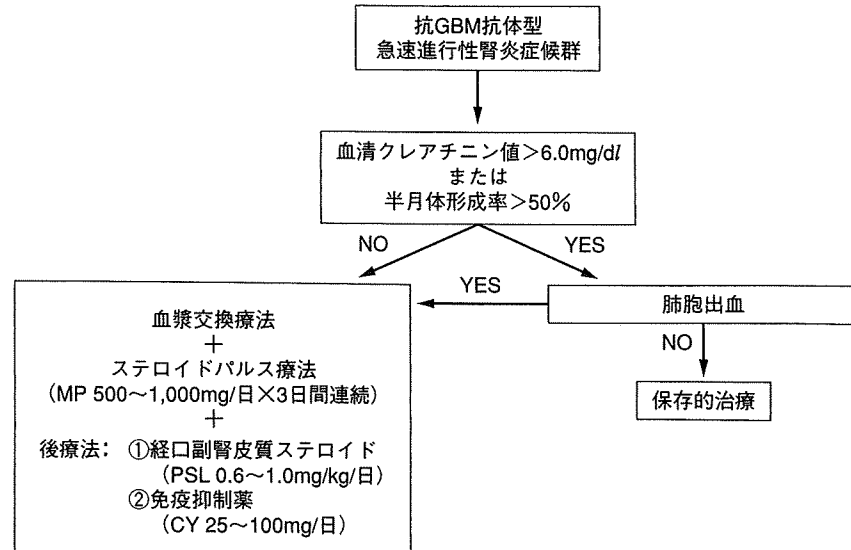 抗GBM抗体型
急速進行性腎炎症候群
血清クレアチニン値>6.0mg/dl
または
半月体形成率>50%
NO
YES
YES
肺胞出血
NO
保存的治療
血漿交換療法
+
ステロイドパルス療法
(MP 500~1,000mg/日×3日間連続)
+
後療法: ①経口副腎皮質ステロイド
(PSL 0.6~1.0mg/kg/日)
②免疫抑制薬
(CY 25~100mg/日)